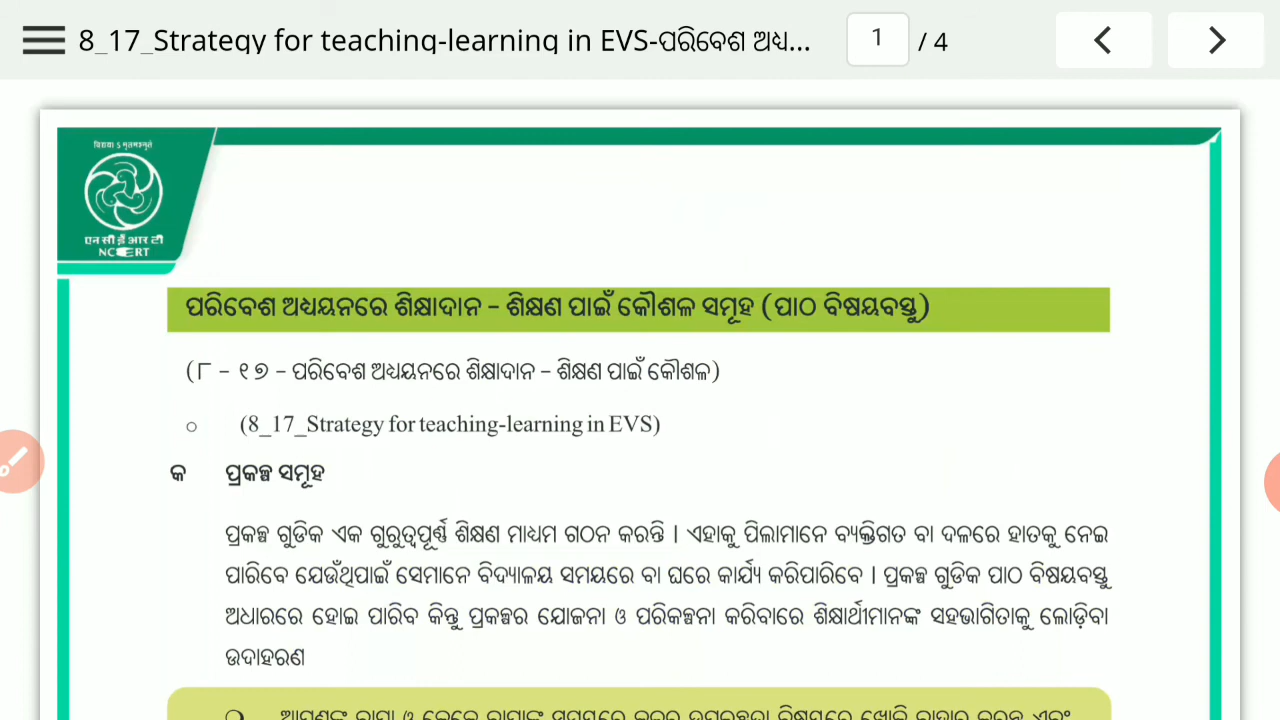 8_17_Strategy for teaching-learning in EVS-ପରିବେଶ ଅଧ୍ୟ... 1 / 4
विद्यया ऽ मृतमश्नुते
एन सी ई आर टी
NCERT
ପରିବେଶ ଅଧ୍ୟୟନରେ ଶିକ୍ଷାଦାନ – ଶିକ୍ଷଣ ପାଇଁ କୌଶଳ ସମୂହ (ପାଠ ବିଷୟବସ୍ତୁ)
(୮ – ୧୭ – ପରିବେଶ ଅଧ୍ୟୟନରେ ଶିକ୍ଷାଦାନ – ଶିକ୍ଷଣ ପାଇଁ କୌଶଳ)
○ (8_17_Strategy for teaching-learning in EVS)
କ ପ୍ରକଳ୍ପ ସମୂହ
ପ୍ରକଳ୍ପ ଗୁଡିକ ଏକ ଗୁରୁତ୍ୱପୂର୍ଣ୍ଣ ଶିକ୍ଷଣ ମାଧ୍ୟମ ଗଠନ କରନ୍ତି । ଏହାକୁ ପିଲାମାନେ ବ୍ୟକ୍ତିଗତ ବା ଦଳରେ ହାତକୁ ନେଇ
ପାରିବେ ଯେଉଁଥିପାଇଁ ସେମାନେ ବିଦ୍ୟାଳୟ ସମୟରେ ବା ଘରେ କାର୍ଯ୍ୟ କରିପାରିବେ । ପ୍ରକଳ୍ପ ଗୁଡିକ ପାଠ ବିଷୟବସ୍ତୁ
ଅଧାରରେ ହୋଇ ପାରିବ କିନ୍ତୁ ପ୍ରକଳ୍ପର ଯୋଜନା ଓ ପରିକଳ୍ପନା କରିବାରେ ଶିକ୍ଷାର୍ଥୀମାନଙ୍କ ସହଭାଗିତାକୁ ଲୋଡ଼ିବା
ଉଦାହରଣ